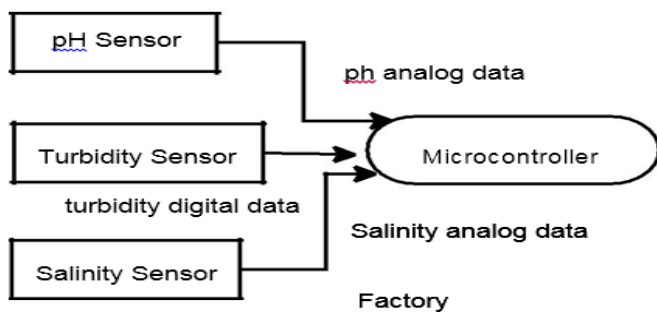 pH Sensor
ph analog data
Turbidity Sensor
Microcontroller
turbidity digital data
Salinity analog data
Salinity Sensor
Factory